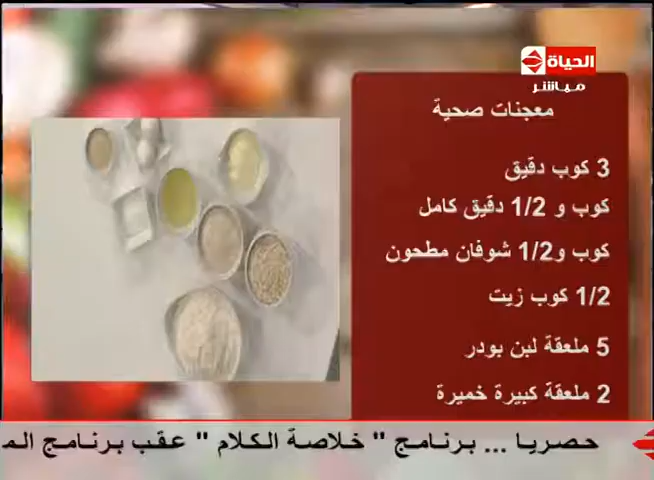 الحياة
مباشر
معجنات صحية
3 كوب دقيق
كوب و 1/2 دقيق كامل
كوب و1/2 شوفان مطحون
1/2 كوب زيت
5 ملعقة لبن بودر
2 ملعقة كبيرة خميرة
حصريا ... برنامج " خلاصة الكلام " عقب برنامج